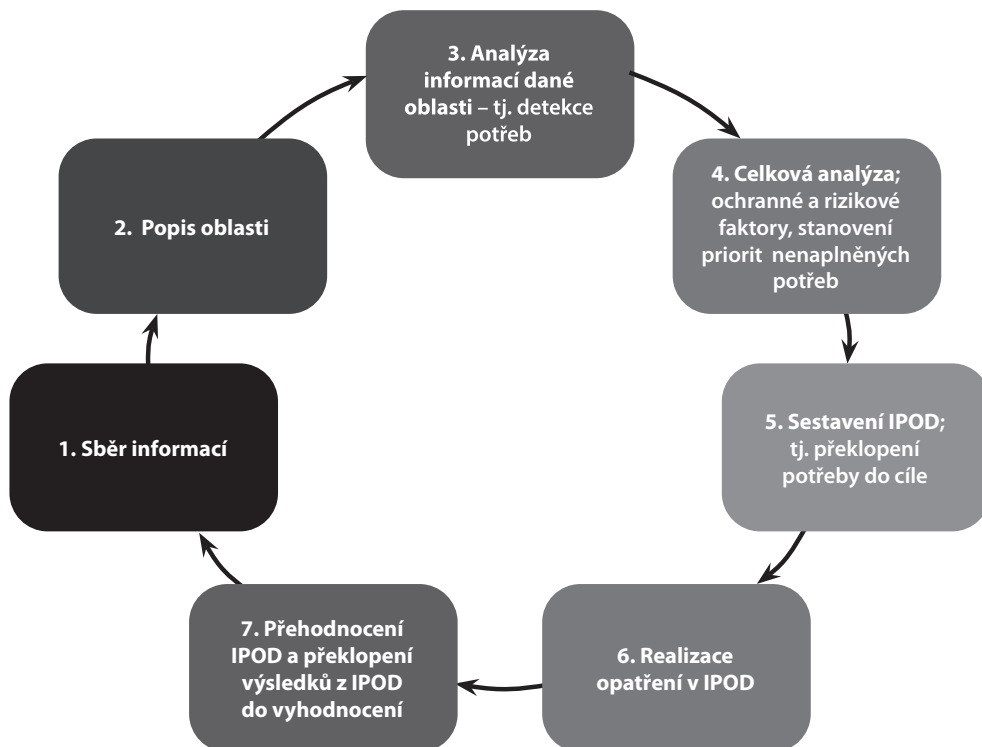 3. Analýza
informací dané
oblasti – tj. detekce
potřeb
4. Celková analýza;
ochranné a rizikové
faktory, stanovení
priorit nenaplněných
potřeb
2. Popis oblasti
1. Sběr informací
5. Sestavení IPOD;
tj. překlopení
potřeby do cíle
7. Přehodnocení
IPOD a překlopení
výsledků z IPOD
do vyhodnocení
6. Realizace
opatření v IPOD